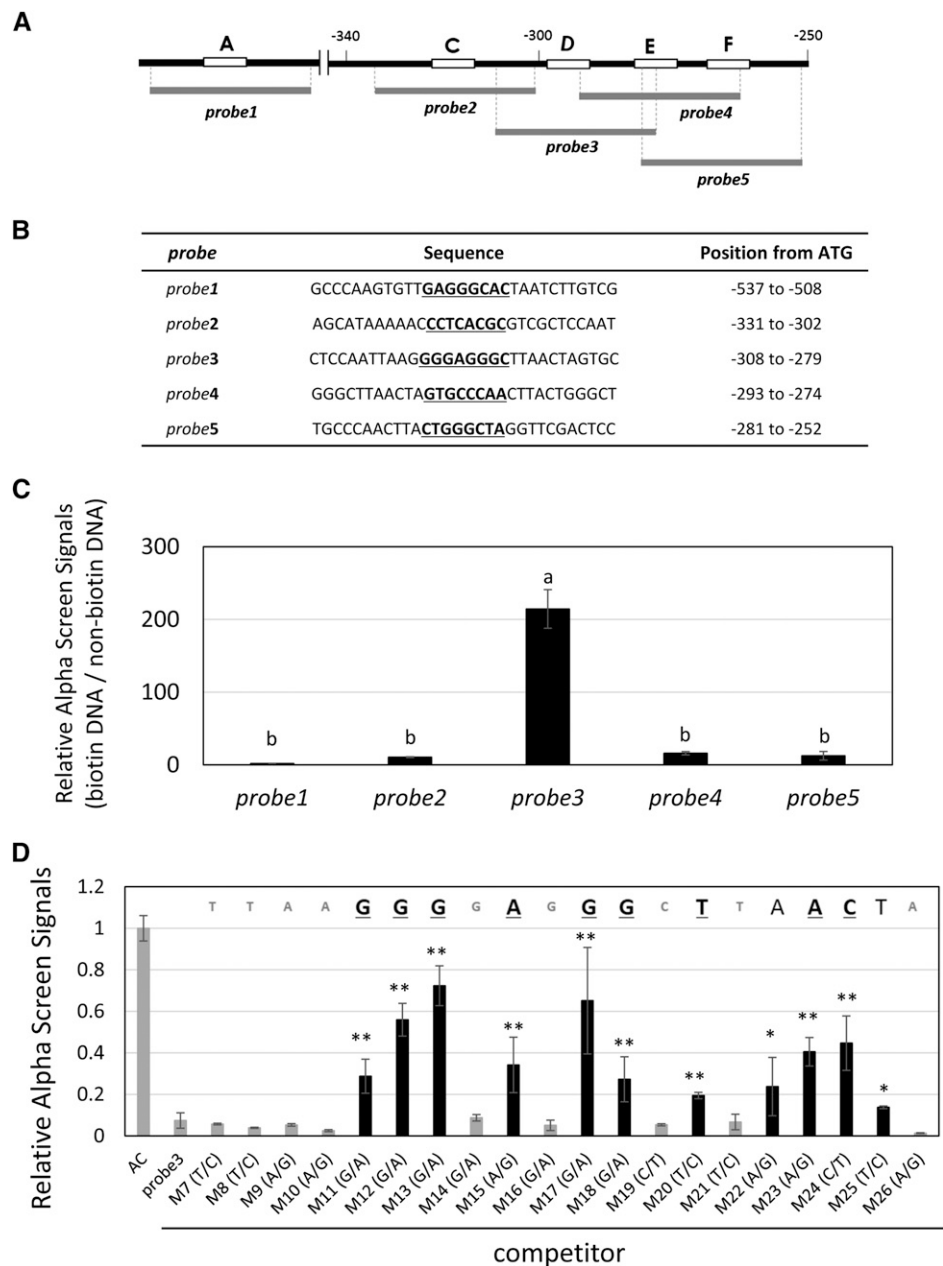 A
-340 -300 -250
A C D E F
probe1 probe2 probe4
probe3
probe5
B
probe Sequence Position from ATG
probe1 GCCCAAGTGTTGAGGGCACTAATCTTGTCG -537 to -508
probe2 AGCATAAAAACCCTCACGCGTCGCTCCAAT -331 to -302
probe3 CTCCAATTAAGGGGAGGGCTTAACTAGTGC -308 to -279
probe4 GGGCTTAACTAGTGCCCAACTTACTGGGCT -293 to -274
probe5 TGCCCAACTTACTGGGCTAGGTTCGACTCC -281 to -252
C
Relative Alpha Screen Signals
(biotin DNA / non-biotin DNA)
300
200
100
0
b b a b b
probe1 probe2 probe3 probe4 probe5
D
Relative Alpha Screen Signals
1.2
1
0.8
0.6
0.4
0.2
0
T T A A G G G G A G G G C T T A A C T A
** ** ** ** ** ** ** * ** ** *
AC probe3 M7 (T/C) M8 (T/C) M9 (A/G) M10 (A/G) M11 (G/A) M12 (G/A) M13 (G/A) M14 (G/A) M15 (A/G) M16 (G/A) M17 (G/A) M18 (G/A) M19 (C/T) M20 (T/C) M21 (T/C) M22 (A/G) M23 (A/G) M24 (C/T) M25 (T/C) M26 (A/G)
competitor